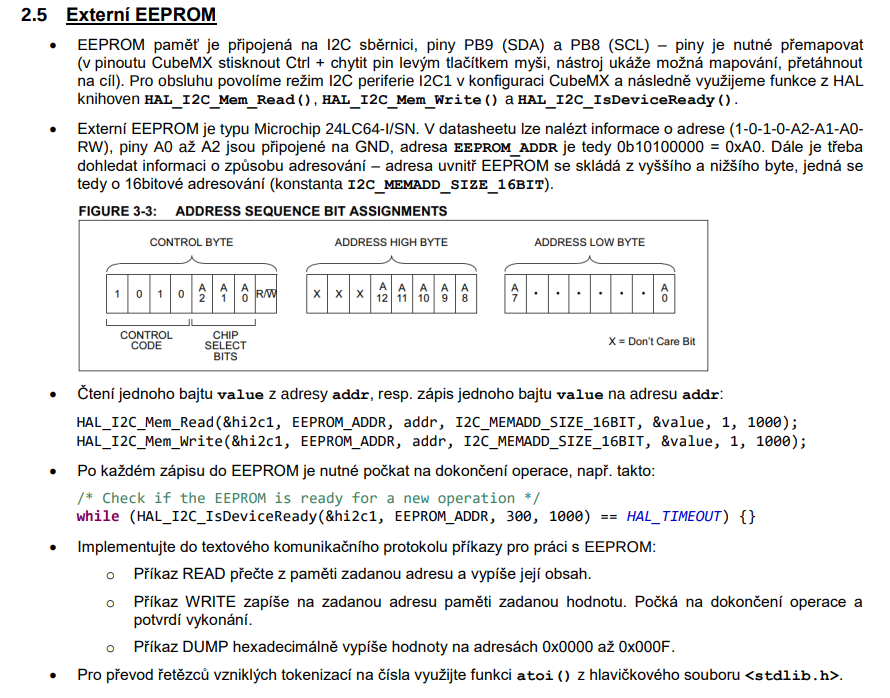 2.5 Externí EEPROM
• EEPROM paměť je připojená na I2C sběrnici, piny PB9 (SDA) a PB8 (SCL) – piny je nutné přemapovat
(v pinoutu CubeMX stisknout Ctrl + chytit pin levým tlačítkem myši, nástroj ukáže možná mapování, přetáhnout
na cíl). Pro obsluhu povolíme režim I2C periferie I2C1 v konfiguraci CubeMX a následně využijeme funkce z HAL
knihoven HAL_I2C_Mem_Read(), HAL_I2C_Mem_Write() a HAL_I2C_IsDeviceReady().
• Externí EEPROM je typu Microchip 24LC64-I/SN. V datasheetu lze nalézt informace o adrese (1-0-1-0-A2-A1-A0-
RW), piny A0 až A2 jsou připojené na GND, adresa EEPROM_ADDR je tedy 0b10100000 = 0xA0. Dále je třeba
dohledat informaci o způsobu adresování – adresa uvnitř EEPROM se skládá z vyššího a nižšího byte, jedná se
tedy o 16bitové adresování (konstanta I2C_MEMADD_SIZE_16BIT).
FIGURE 3-3: ADDRESS SEQUENCE BIT ASSIGNMENTS
CONTROL BYTE ADDRESS HIGH BYTE ADDRESS LOW BYTE
1 0 1 0 A2 A1 A0 R/W̅ X X X A12 A11 A10 A9 A8 A7 • • • • • • A0
CONTROL CODE CHIP SELECT BITS
X = Don't Care Bit
• Čtení jednoho bajtu value z adresy addr, resp. zápis jednoho bajtu value na adresu addr:
HAL_I2C_Mem_Read(&hi2c1, EEPROM_ADDR, addr, I2C_MEMADD_SIZE_16BIT, &value, 1, 1000);
HAL_I2C_Mem_Write(&hi2c1, EEPROM_ADDR, addr, I2C_MEMADD_SIZE_16BIT, &value, 1, 1000);
• Po každém zápisu do EEPROM je nutné počkat na dokončení operace, např. takto:
/* Check if the EEPROM is ready for a new operation */
while (HAL_I2C_IsDeviceReady(&hi2c1, EEPROM_ADDR, 300, 1000) == HAL_TIMEOUT) {}
• Implementujte do textového komunikačního protokolu příkazy pro práci s EEPROM:
o Příkaz READ přečte z paměti zadanou adresu a vypíše její obsah.
o Příkaz WRITE zapíše na zadanou adresu paměti zadanou hodnotu. Počká na dokončení operace a
potvrdí vykonání.
o Příkaz DUMP hexadecimálně vypíše hodnoty na adresách 0x0000 až 0x000F.
• Pro převod řetězců vzniklých tokenizací na čísla využijte funkci atoi() z hlavičkového souboru <stdlib.h>.